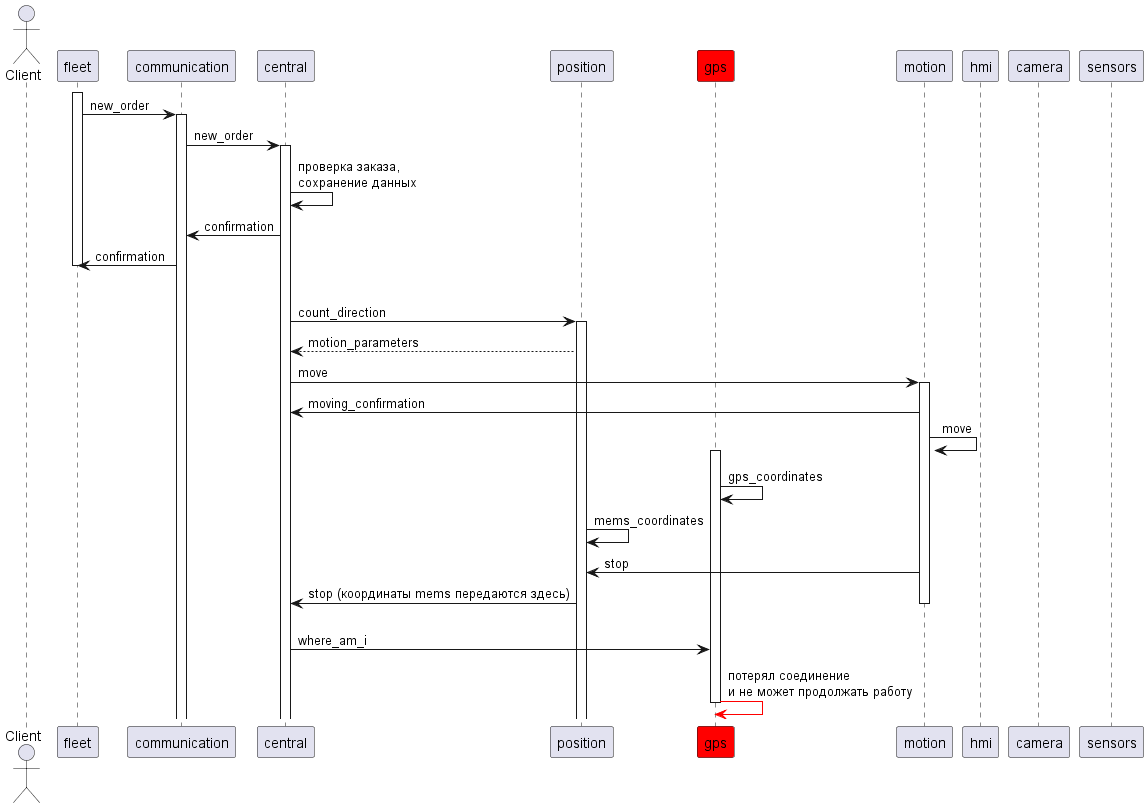 Client
fleet
communication
central
position
gps
motion
hmi
camera
sensors
new_order
new_order
проверка заказа,
сохранение данных
confirmation
confirmation
count_direction
motion_parameters
move
moving_confirmation
move
gps_coordinates
mems_coordinates
stop
stop (координаты mems передаются здесь)
where_am_i
потерял соединение
и не может продолжать работу
Client
fleet
communication
central
position
gps
motion
hmi
camera
sensors